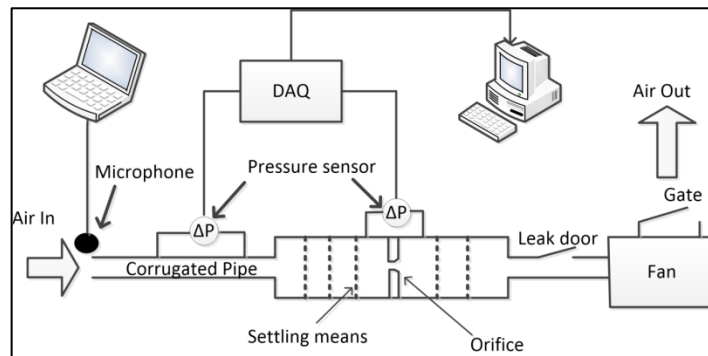 DAQ
Air Out
Microphone
Pressure sensor
Gate
Air In
ΔP
ΔP
Leak door
Corrugated Pipe
Fan
Settling means
Orifice